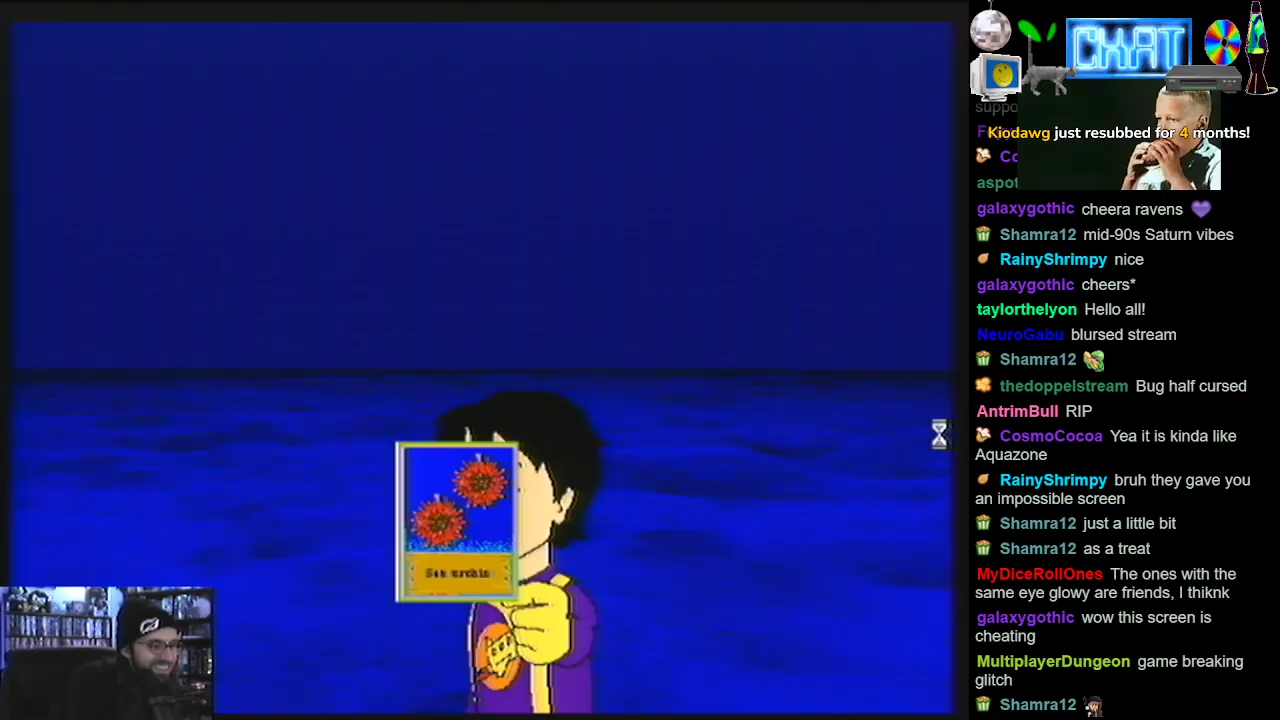 CHAT
suppo
Kiodawg just resubbed for 4 months!
Co
aspot
galaxygothic cheera ravens
Shamra12 mid-90s Saturn vibes
RainyShrimpy nice
galaxygothic cheers*
taylorthelyon Hello all!
NeuroGabu blursed stream
Shamra12
thedoppelstream Bug half cursed
AntrimBull RIP
CosmoCocoa Yea it is kinda like
Aquazone
RainyShrimpy bruh they gave you
an impossible screen
Shamra12 just a little bit
Shamra12 as a treat
MyDiceRollOnes The ones with the
same eye glowy are friends, I thiknk
galaxygothic wow this screen is
cheating
MultiplayerDungeon game breaking
glitch
Shamra12
Sea urchin